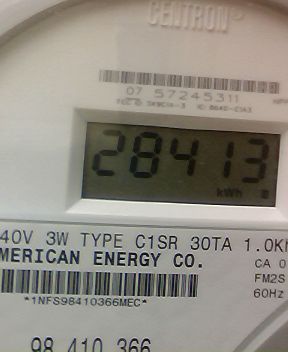 CENTRON
07 57245311
28413
kWh
40V 3W TYPE C1SR 30TA 1.0K
MERICAN ENERGY CO.
CA 0
FM2S
60Hz
*1NFS98410366MEC*
98 410 366